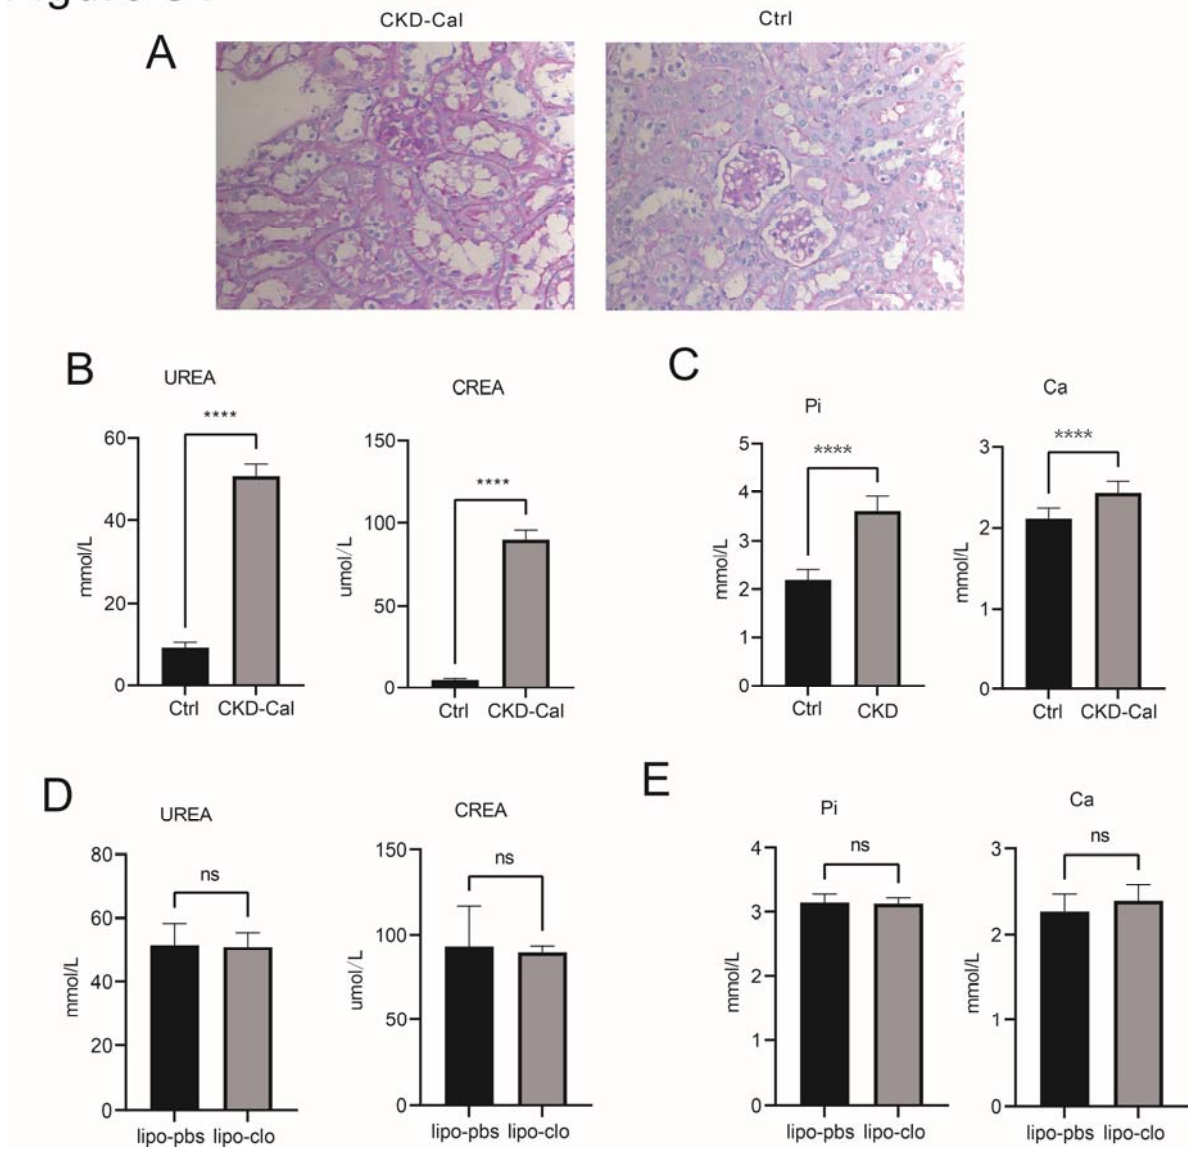 CKD-Cal
Ctrl
A
B
UREA
****
60
40
20
0
mmol/L
Ctrl
CKD-Cal
CREA
****
150
100
50
0
umol/L
Ctrl
CKD-Cal
C
Pi
****
5
4
3
2
1
0
mmol/L
Ctrl
CKD
Ca
****
3
2
1
0
mmol/L
Ctrl
CKD-Cal
D
UREA
ns
80
60
40
20
0
mmol/L
lipo-pbs
lipo-clo
CREA
ns
150
100
50
0
umol/L
lipo-pbs
lipo-clo
E
Pi
ns
4
3
2
1
0
mmol/L
lipo-pbs
lipo-clo
Ca
ns
3
2
1
0
mmol/L
lipo-pbs
lipo-clo